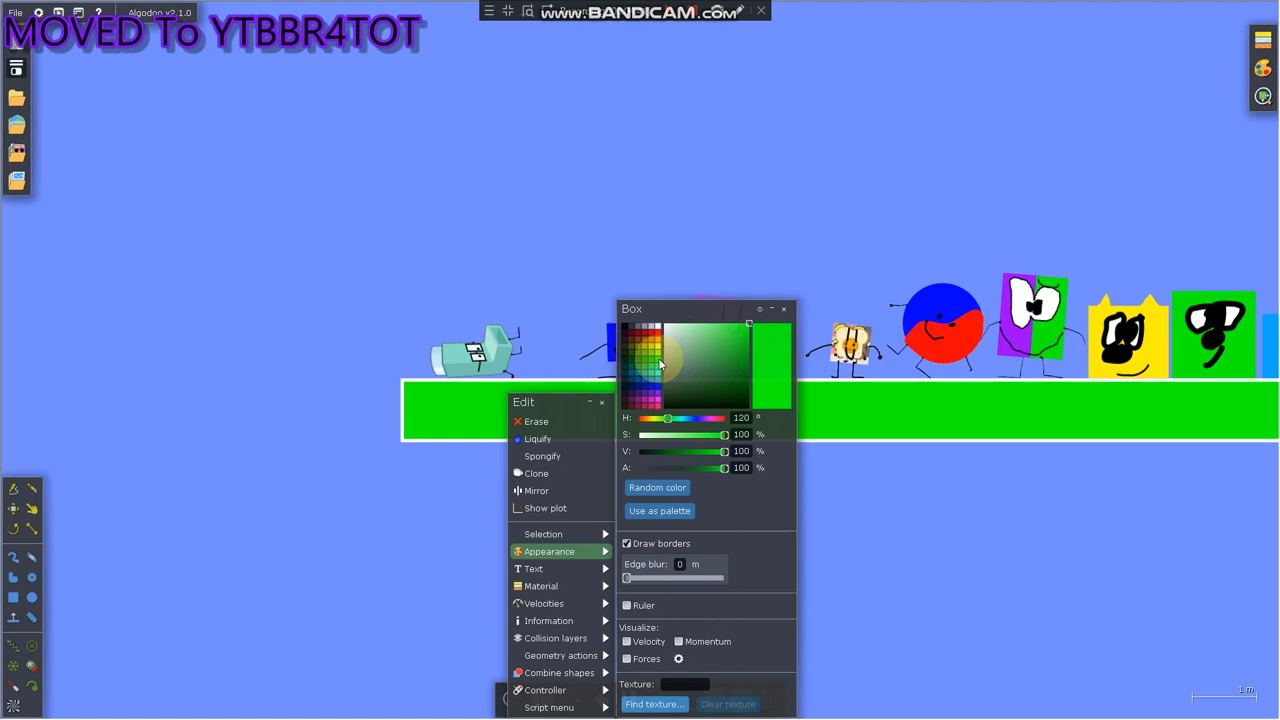 File
?
Algodoo v2.1.0
www.BANDICAM.com
MOVED To YTBBR4TOT
Box
H:
120
°
S:
100
%
V:
100
%
A:
100
%
Random color
Use as palette
Draw borders
Edge blur:
0
m
Ruler
Visualize:
Velocity
Momentum
Forces
Texture:
Find texture...
Clear texture
Edit
Erase
Liquify
Spongify
Clone
Mirror
Show plot
Selection
Appearance
Text
Material
Velocities
Information
Collision layers
Geometry actions
Combine shapes
Controller
Script menu
1 m